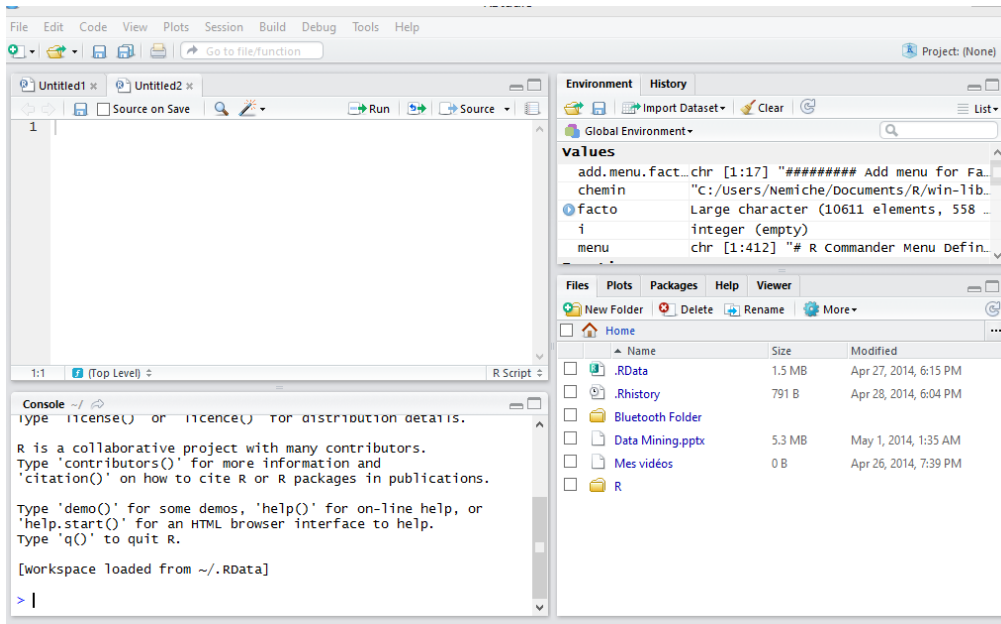 File Edit Code View Plots Session Build Debug Tools Help
Go to file/function Project: (None)
Untitled1 × Untitled2 ×
Source on Save Run Source
1
1:1 (Top Level) R Script
Console ~/
Type 'license()' or 'licence()' for distribution details.
R is a collaborative project with many contributors.
Type 'contributors()' for more information and
'citation()' on how to cite R or R packages in publications.
Type 'demo()' for some demos, 'help()' for on-line help, or
'help.start()' for an HTML browser interface to help.
Type 'q()' to quit R.
[Workspace loaded from ~/.RData]
>
Environment History
Import Dataset Clear List
Global Environment
Values
add.menu.fact… chr [1:17] "######### Add menu for Fa…
chemin "C:/Users/Nemiche/Documents/R/win-lib…
facto Large character (10611 elements, 558 …
i integer (empty)
menu chr [1:412] "# R Commander Menu Defin…
Files Plots Packages Help Viewer
New Folder Delete Rename More
Home ...
Name Size Modified
.RData 1.5 MB Apr 27, 2014, 6:15 PM
.Rhistory 791 B Apr 28, 2014, 6:04 PM
Bluetooth Folder
Data Mining.pptx 5.3 MB May 1, 2014, 1:35 AM
Mes vidéos 0 B Apr 26, 2014, 7:39 PM
R